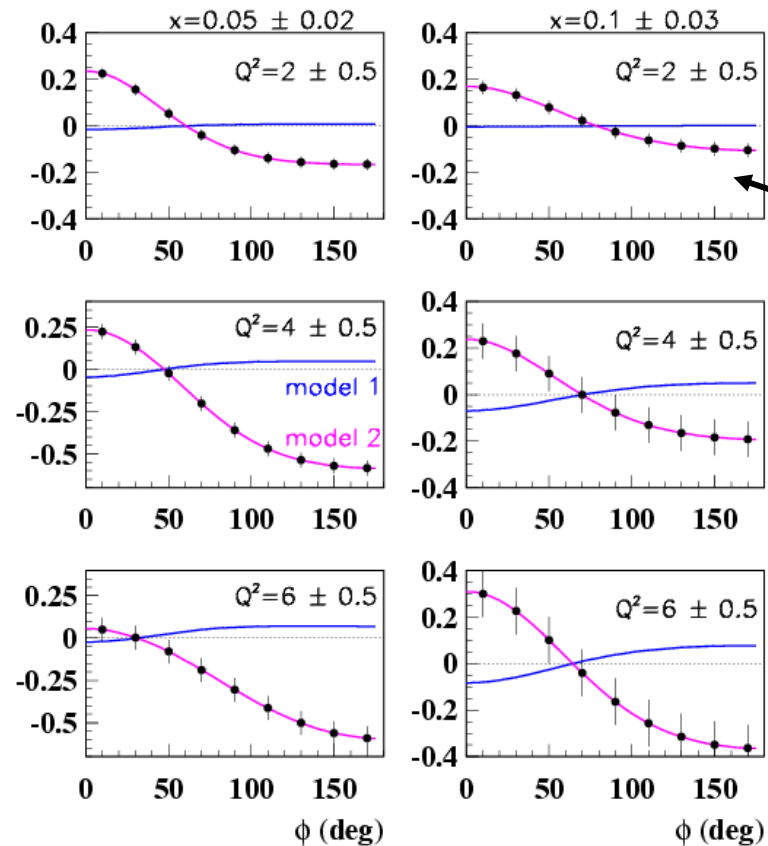 x=0.05 ± 0.02
x=0.1 ± 0.03
0.4
0.2
0
-0.2
-0.4
Q²=2 ± 0.5
0 50 100 150
0.4
0.2
0
-0.2
-0.4
Q²=2 ± 0.5
0 50 100 150
0.25
0
-0.25
-0.5
Q²=4 ± 0.5
model 1
model 2
0 50 100 150
0.4
0.2
0
-0.2
-0.4
Q²=4 ± 0.5
0 50 100 150
0.25
0
-0.25
-0.5
Q²=6 ± 0.5
0 50 100 150
ϕ (deg)
0.4
0.2
0
-0.2
-0.4
Q²=6 ± 0.5
0 50 100 150
ϕ (deg)